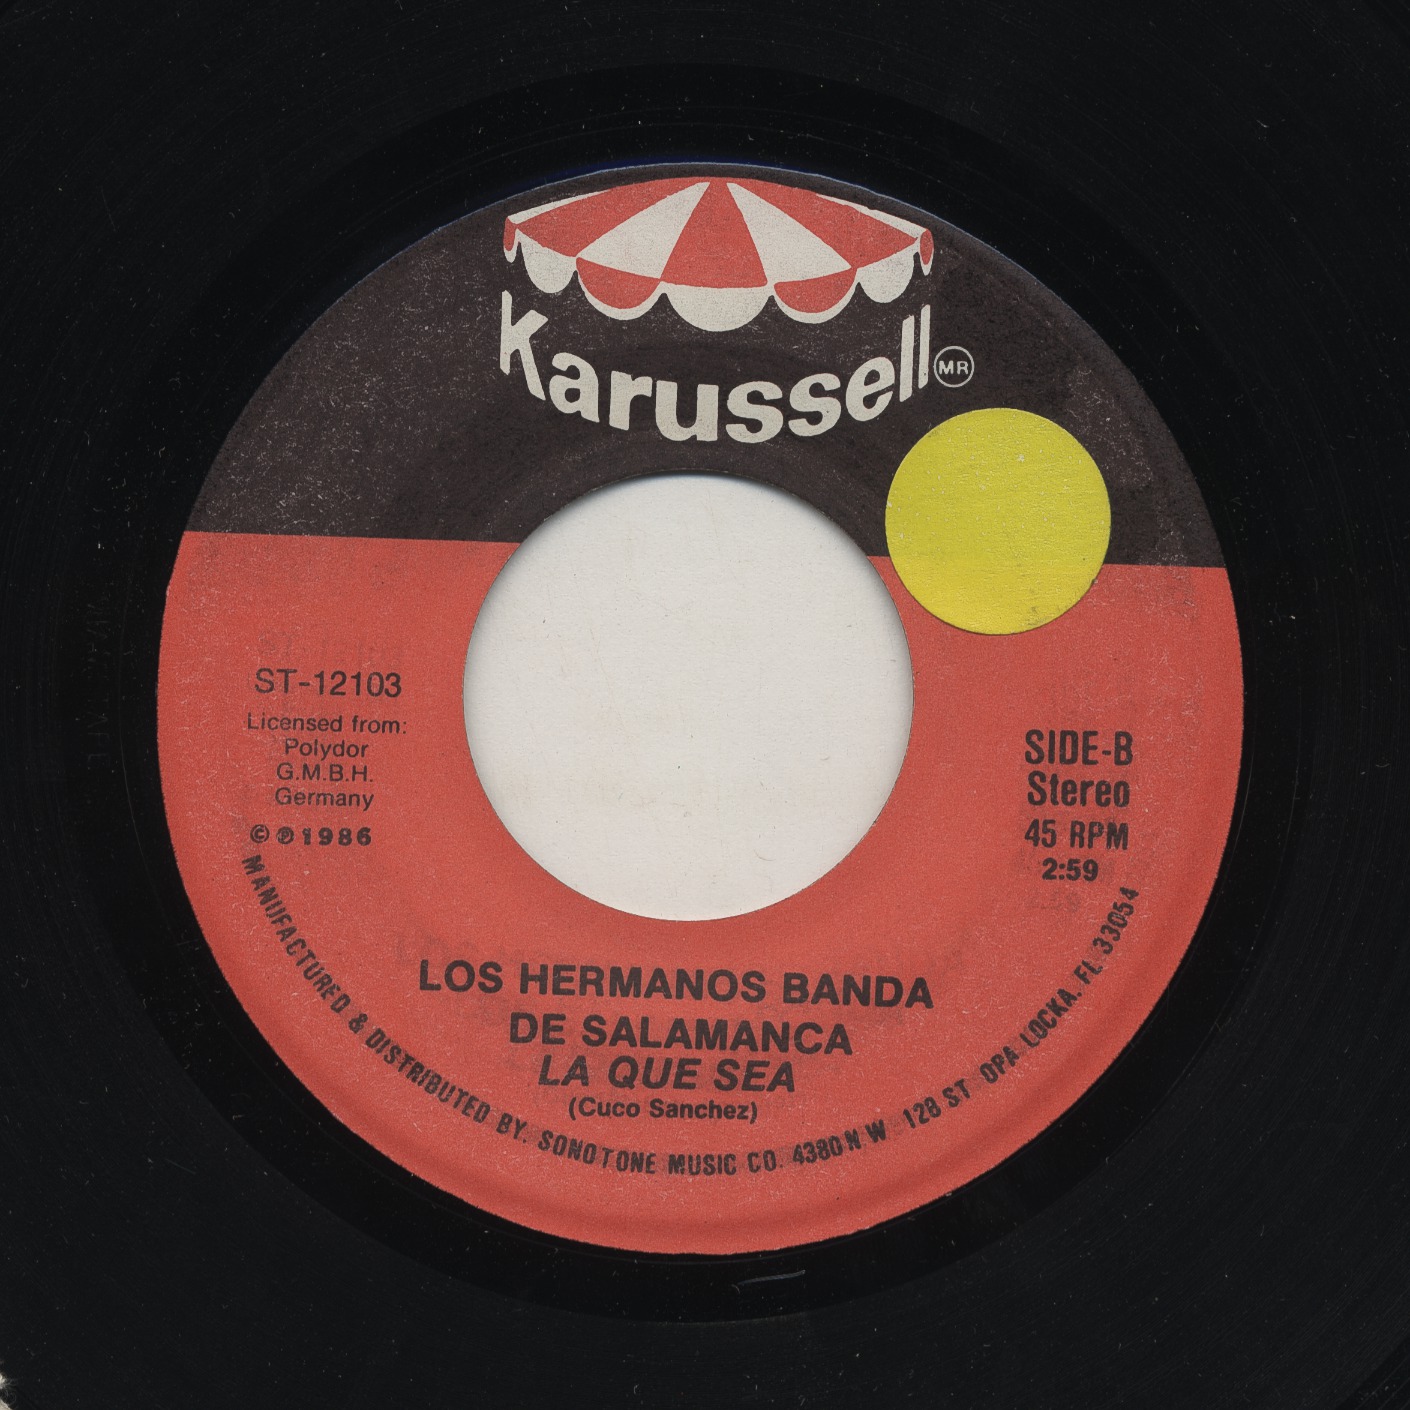 Karussell MR
ST-12103
Licensed from:
Polydor
G.M.B.H.
Germany
© ℗ 1986
SIDE-B
Stereo
45 RPM
2:59
LOS HERMANOS BANDA
DE SALAMANCA
LA QUE SEA
(Cuco Sanchez)
MANUFACTURED & DISTRIBUTED BY: SONOTONE MUSIC CO. 4380 N W 128 ST OPA LOCKA. FL 33054